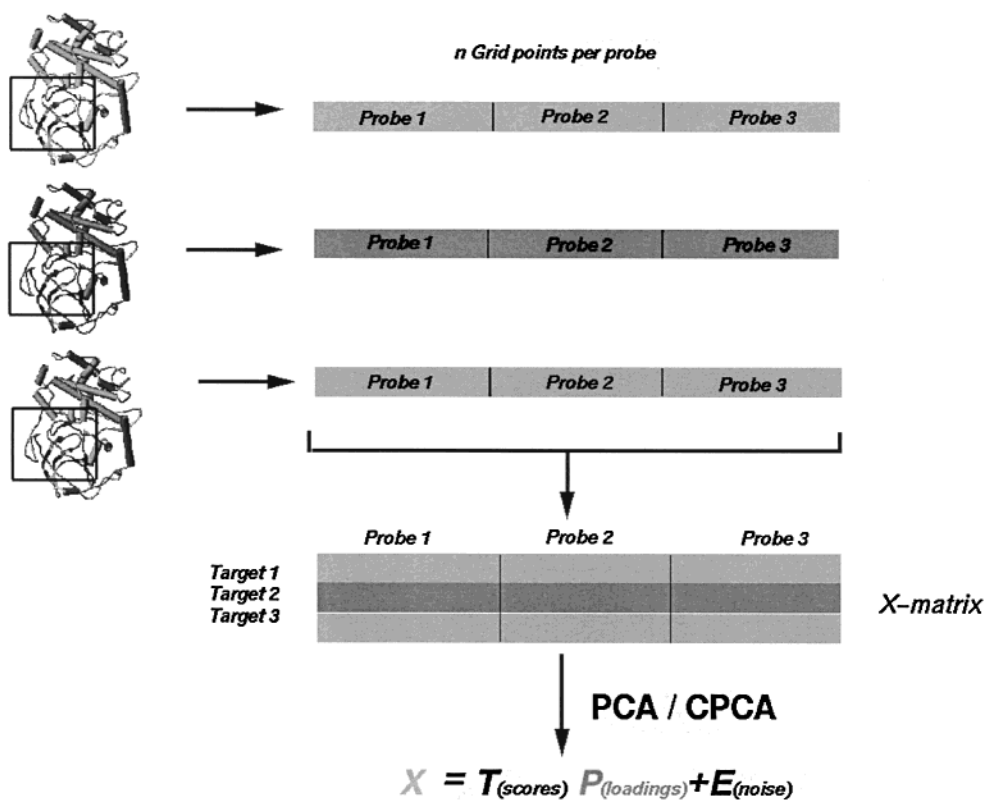 n Grid points per probe
Probe 1 Probe 2 Probe 3
Probe 1 Probe 2 Probe 3
Probe 1 Probe 2 Probe 3
Probe 1 Probe 2 Probe 3
Target 1
Target 2
Target 3
X-matrix
PCA / CPCA
X = T(scores) P(loadings)+E(noise)